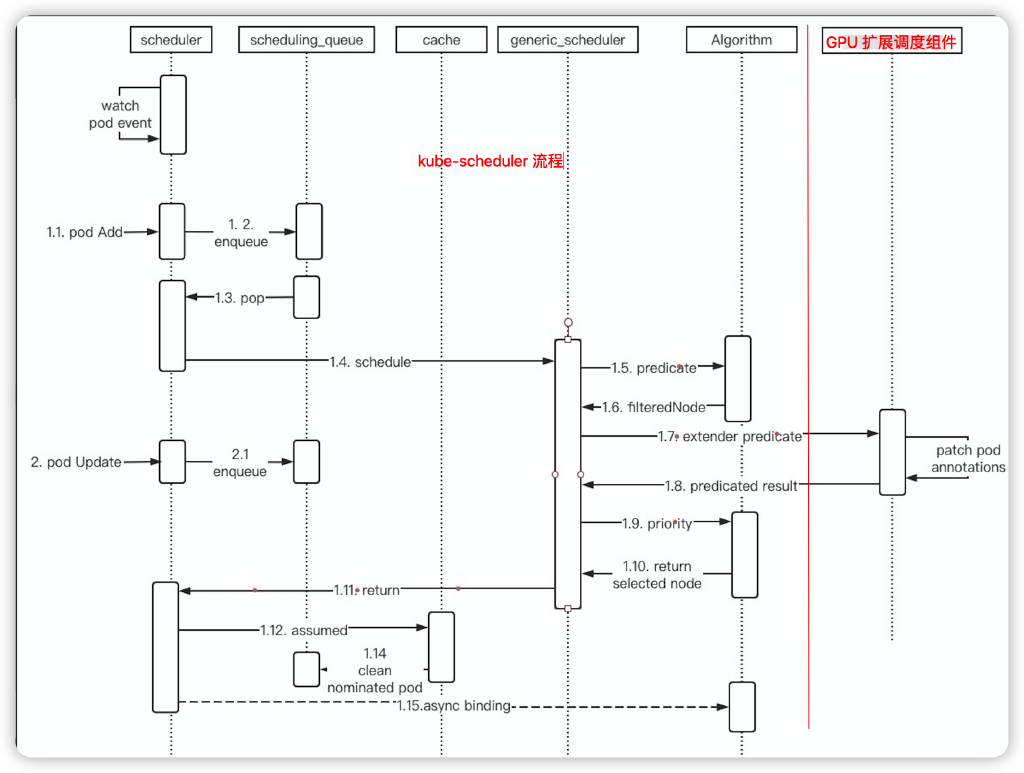 scheduler
scheduling_queue
cache
generic_scheduler
Algorithm
GPU 扩展调度组件
watch
pod event
kube-scheduler 流程
1.1. pod Add
1. 2.
enqueue
1.3. pop
1.4. schedule
1.5. predicate
1.6. filteredNode
1.7. extender predicate
patch pod
annotations
2. pod Update
2.1
enqueue
1.8. predicated result
1.9. priority
1.10. return
selected node
1.11. return
1.12. assumed
1.14
clean
nominated pod
1.15.async binding